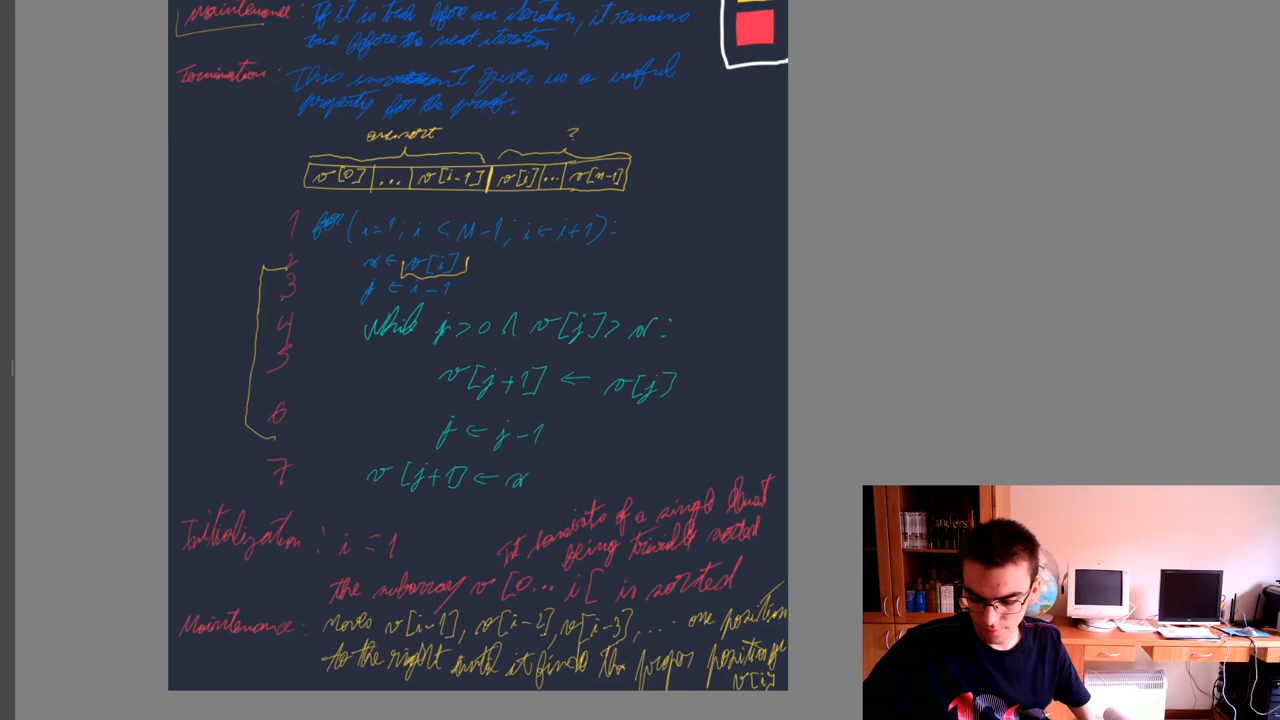 Maintenance: If it is true before an iteration, it remains
true before the next iteration
Termination: This gives us a useful
property for the proof.
?
v[0] ... v[i-1] v[i] ... v[n-1]
1 for (i=1; i < n-1; i ← i+1):
2 x ← v[i]
3 j ← i-1
4 while j > 0 ∧ v[j] > x:
5 v[j+1] ← v[j]
6 j ← j-1
7 v[j+1] ← x
Initialization: i = 1
it consists of a single
being trivially sorted
the subarray v[0... i[ is sorted
Maintenance: moves v[i-1], v[i-2] v[i-3], ... one position
to the right until it finds the proper position
v[i]
anders